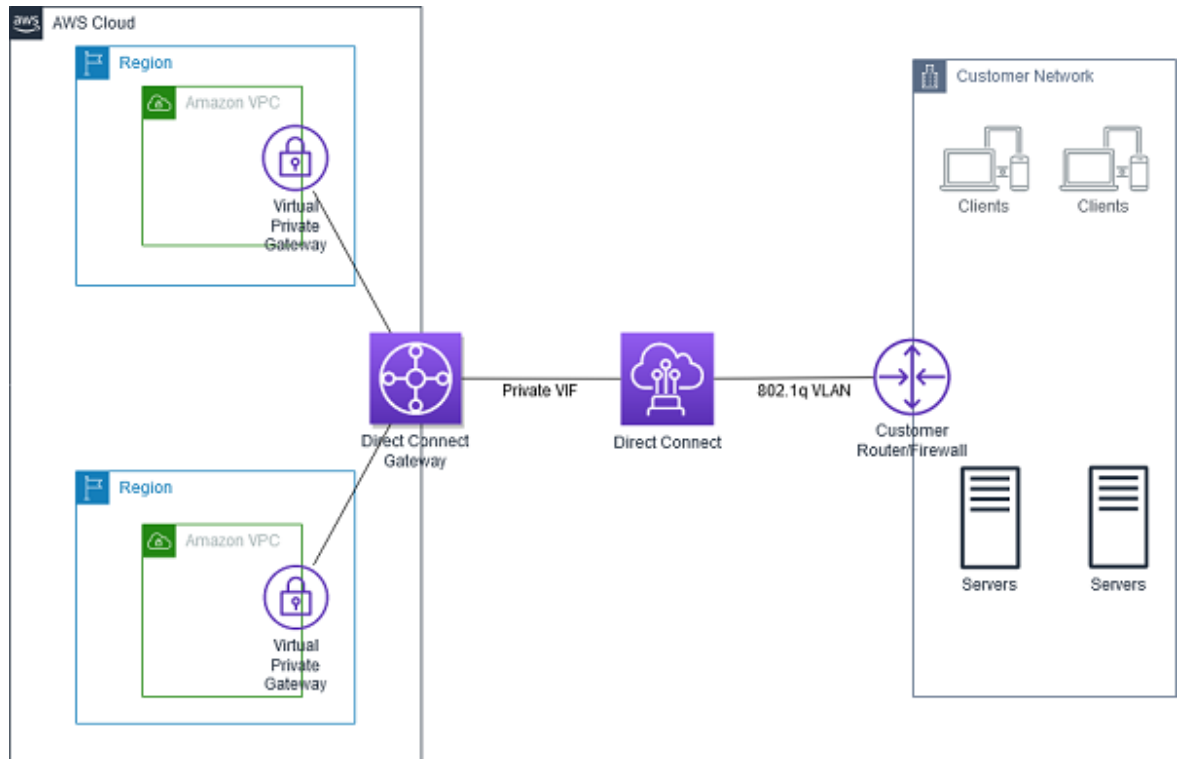 aws
AWS Cloud
Region
Amazon VPC
Virtual
Private
Gateway
Customer Network
Clients
Clients
Direct Connect
Gateway
Private VIF
Direct Connect
802.1q VLAN
Customer
Router/Firewall
Region
Amazon VPC
Virtual
Private
Gateway
Servers
Servers